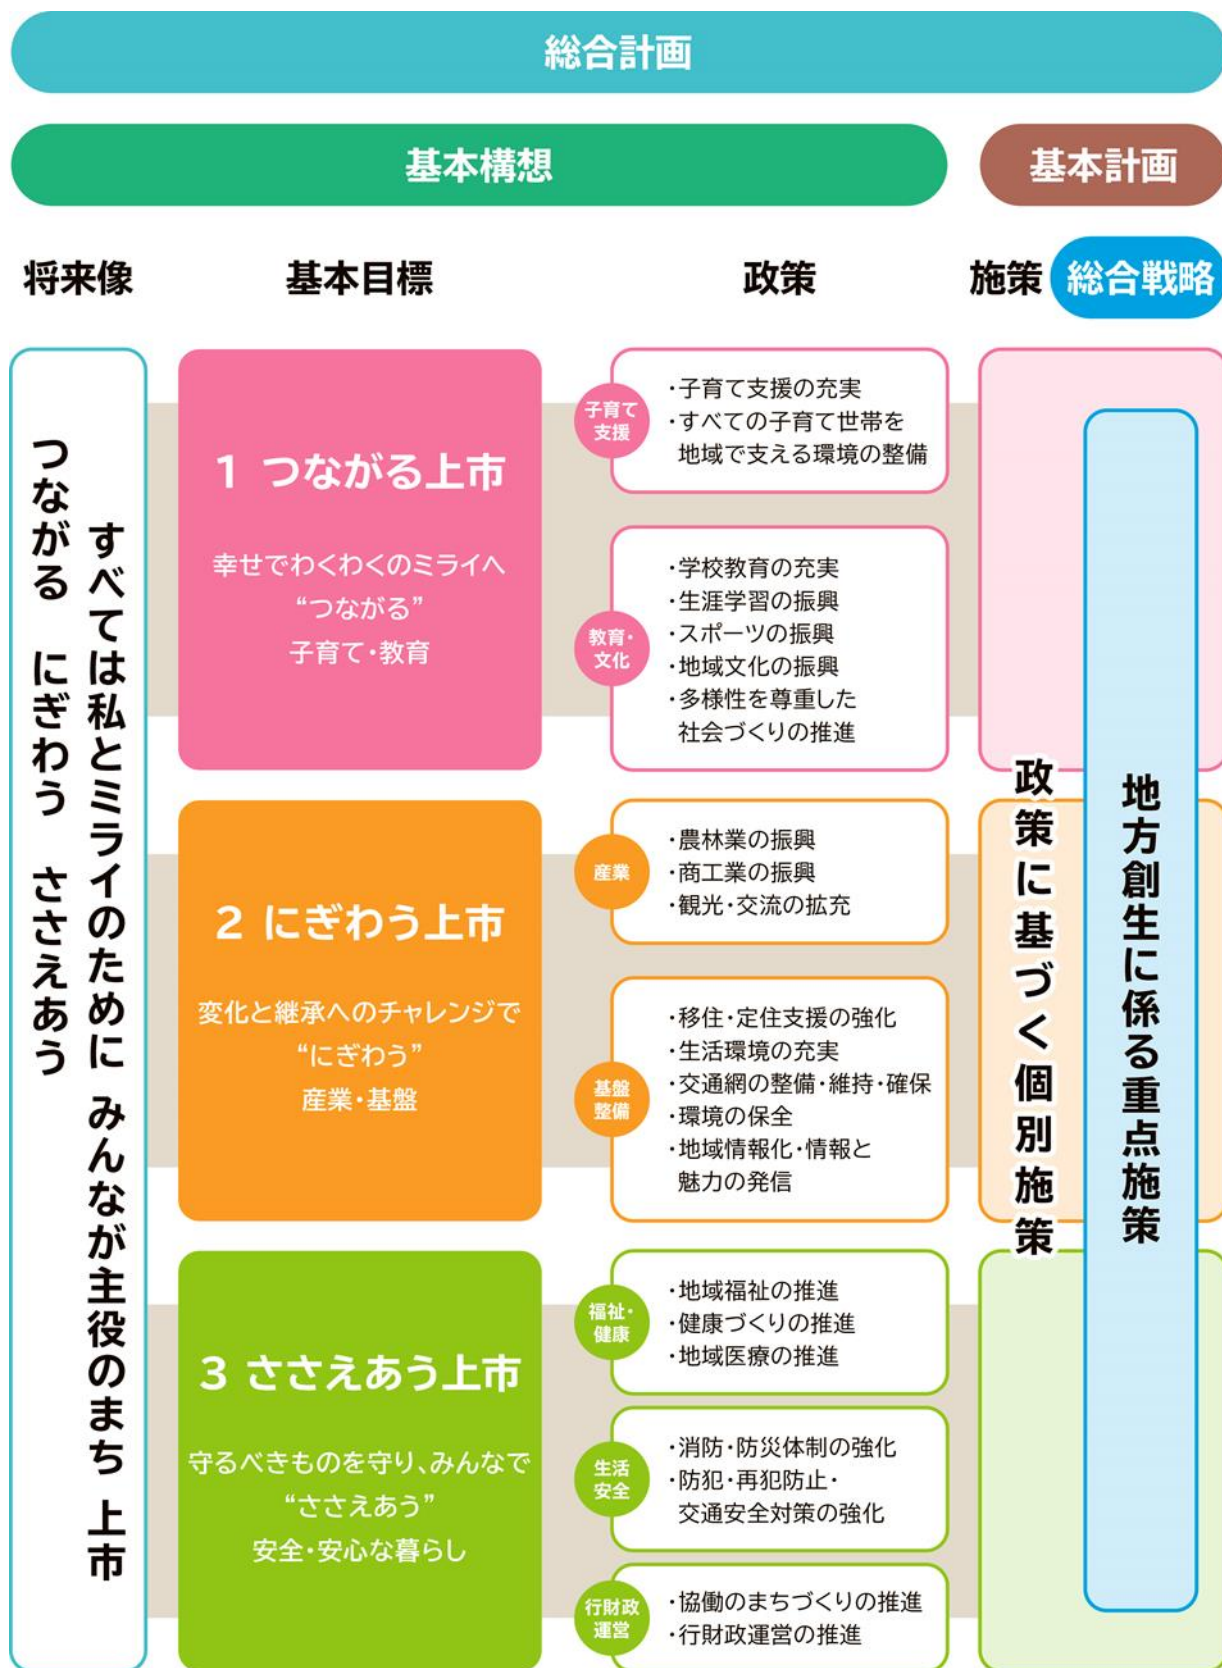 総合計画
基本構想
基本計画
将来像
基本目標
政策
施策
総合戦略
つながる　にぎわう　ささえあう
すべては私とミライのために みんなが主役のまち 上市
1 つながる上市
幸せでわくわくのミライへ
“つながる”
子育て・教育
子育て
支援
・子育て支援の充実
・すべての子育て世帯を
地域で支える環境の整備
教育・
文化
・学校教育の充実
・生涯学習の振興
・スポーツの振興
・地域文化の振興
・多様性を尊重した
社会づくりの推進
2 にぎわう上市
変化と継承へのチャレンジで
“にぎわう”
産業・基盤
産業
・農林業の振興
・商工業の振興
・観光・交流の拡充
基盤
整備
・移住・定住支援の強化
・生活環境の充実
・交通網の整備・維持・確保
・環境の保全
・地域情報化・情報と
魅力の発信
3 ささえあう上市
守るべきものを守り、みんなで
“ささえあう”
安全・安心な暮らし
福祉・
健康
・地域福祉の推進
・健康づくりの推進
・地域医療の推進
生活
安全
・消防・防災体制の強化
・防犯・再犯防止・
交通安全対策の強化
行財政
運営
・協働のまちづくりの推進
・行財政運営の推進
政策に基づく個別施策
地方創生に係る重点施策